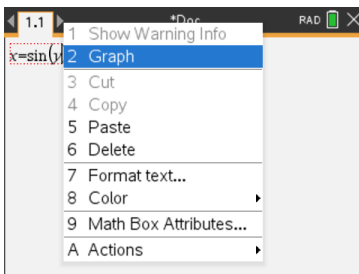 1.1 *Doc RAD
x=sin(y
1 Show Warning Info
2 Graph
3 Cut
4 Copy
5 Paste
6 Delete
7 Format text...
8 Color
9 Math Box Attributes...
A Actions